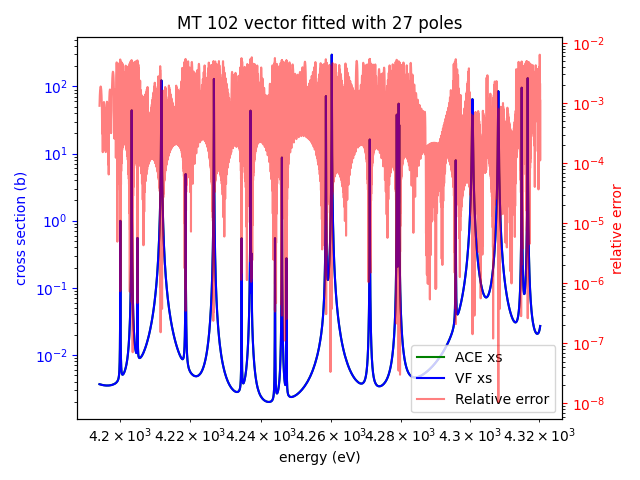 MT 102 vector fitted with 27 poles
10² 10¹ 10⁰ 10⁻¹ 10⁻²
cross section (b)
10⁻² 10⁻³ 10⁻⁴ 10⁻⁵ 10⁻⁶ 10⁻⁷ 10⁻⁸
relative error
ACE xs
VF xs
Relative error
4.2 × 10³ 4.22 × 10³ 4.24 × 10³ 4.26 × 10³ 4.28 × 10³ 4.3 × 10³ 4.32 × 10³
energy (eV)